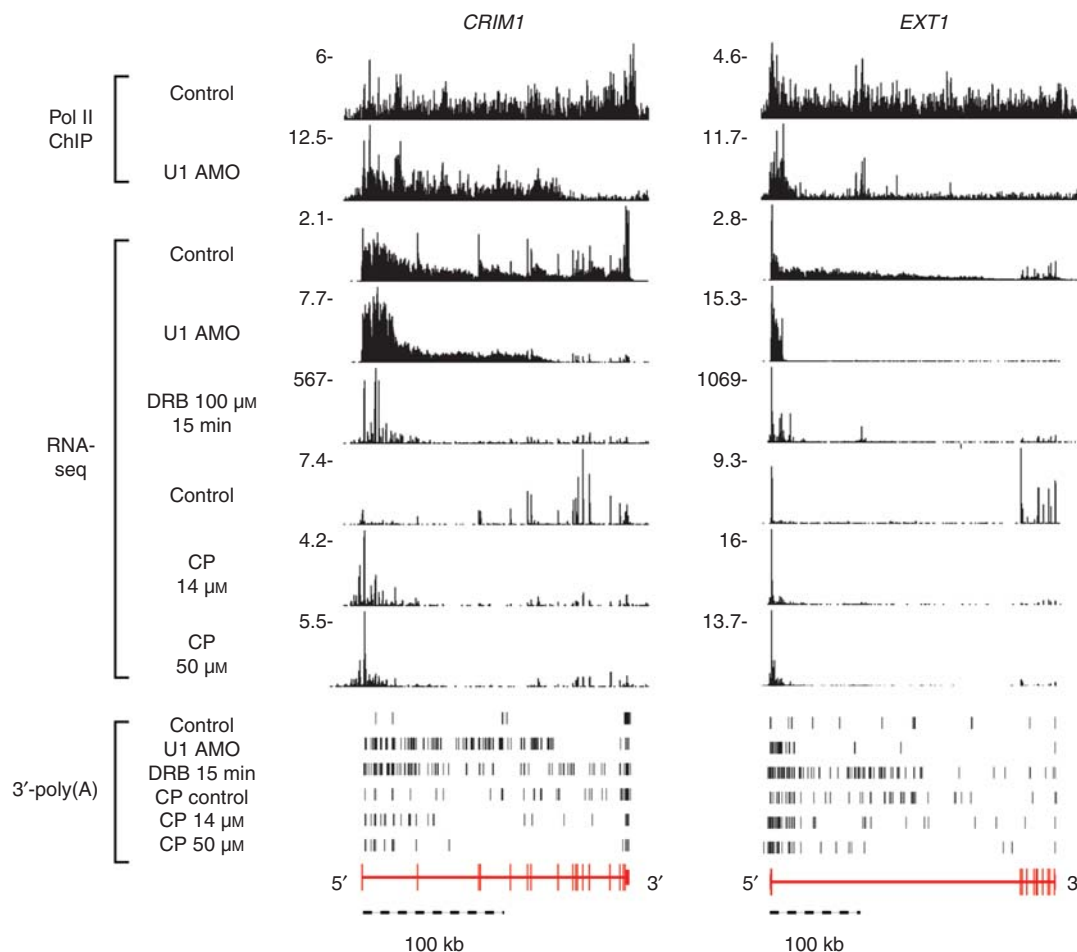 CRIM1
EXT1
Pol II
ChIP
Control
6-
4.6-
U1 AMO
12.5-
11.7-
RNA-
seq
Control
2.1-
2.8-
U1 AMO
7.7-
15.3-
DRB 100 μM
15 min
567-
1069-
Control
7.4-
9.3-
CP
14 μM
4.2-
16-
CP
50 μM
5.5-
13.7-
3′-poly(A)
Control
U1 AMO
DRB 15 min
CP control
CP 14 μM
CP 50 μM
5′
3′
5′
3
100 kb
100 kb